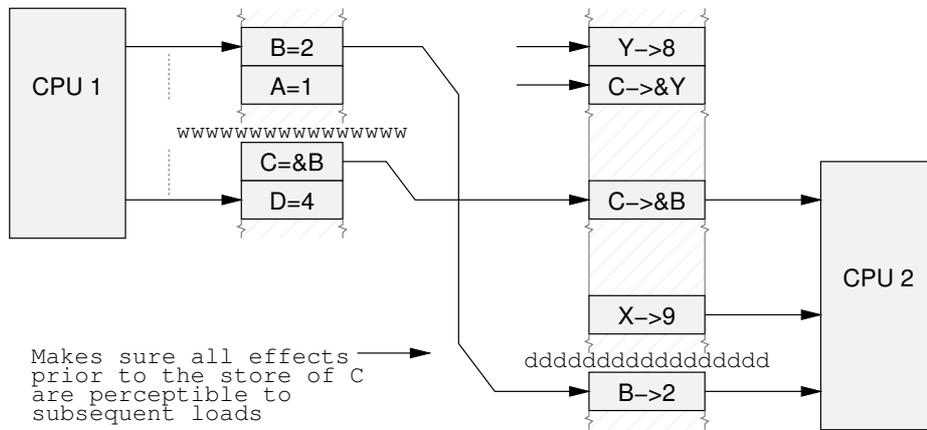 B=2
Y->8
CPU 1
A=1
C->&Y
wwwwwwwwwwwwwwww
C=&B
D=4
C->&B
CPU 2
X->9
Makes sure all effects
prior to the store of C
are perceptible to
subsequent loads
ddddddddddddddddd
B->2